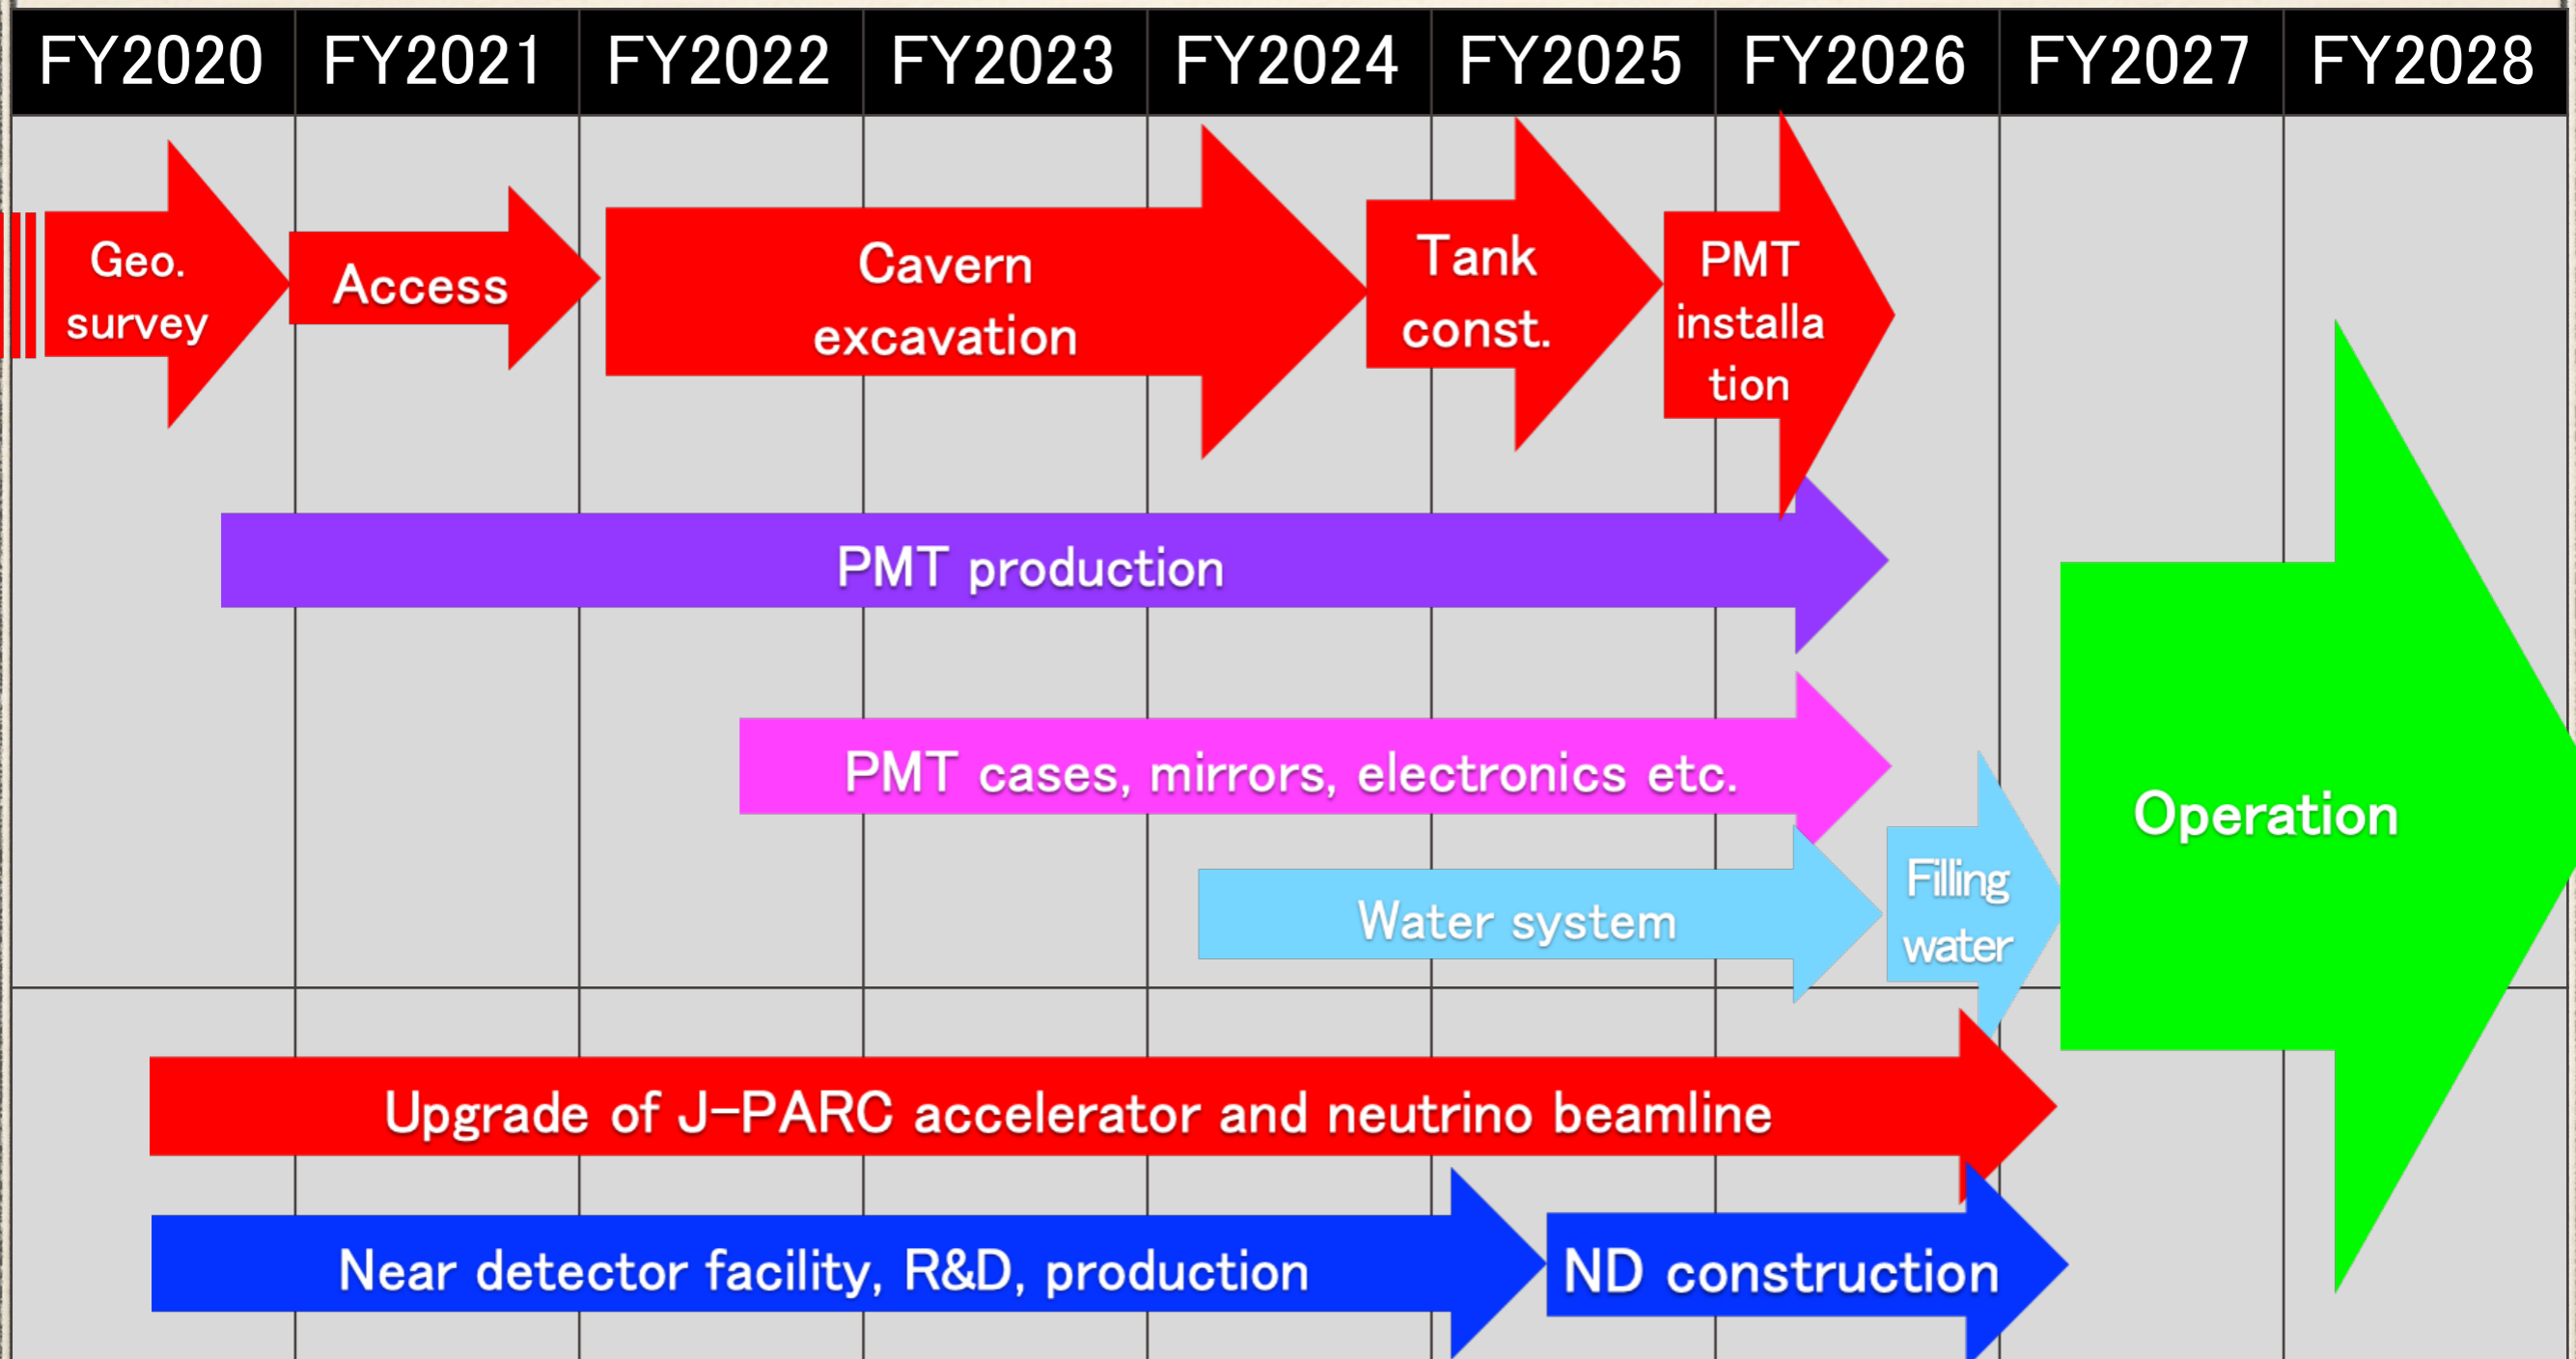 FY2020 FY2021 FY2022 FY2023 FY2024 FY2025 FY2026 FY2027 FY2028
Geo.
survey
Access
Cavern
excavation
Tank
const.
PMT
installa
tion
PMT production
PMT cases, mirrors, electronics etc.
Water system
Filling
water
Operation
Upgrade of J-PARC accelerator and neutrino beamline
Near detector facility, R&D, production
ND construction